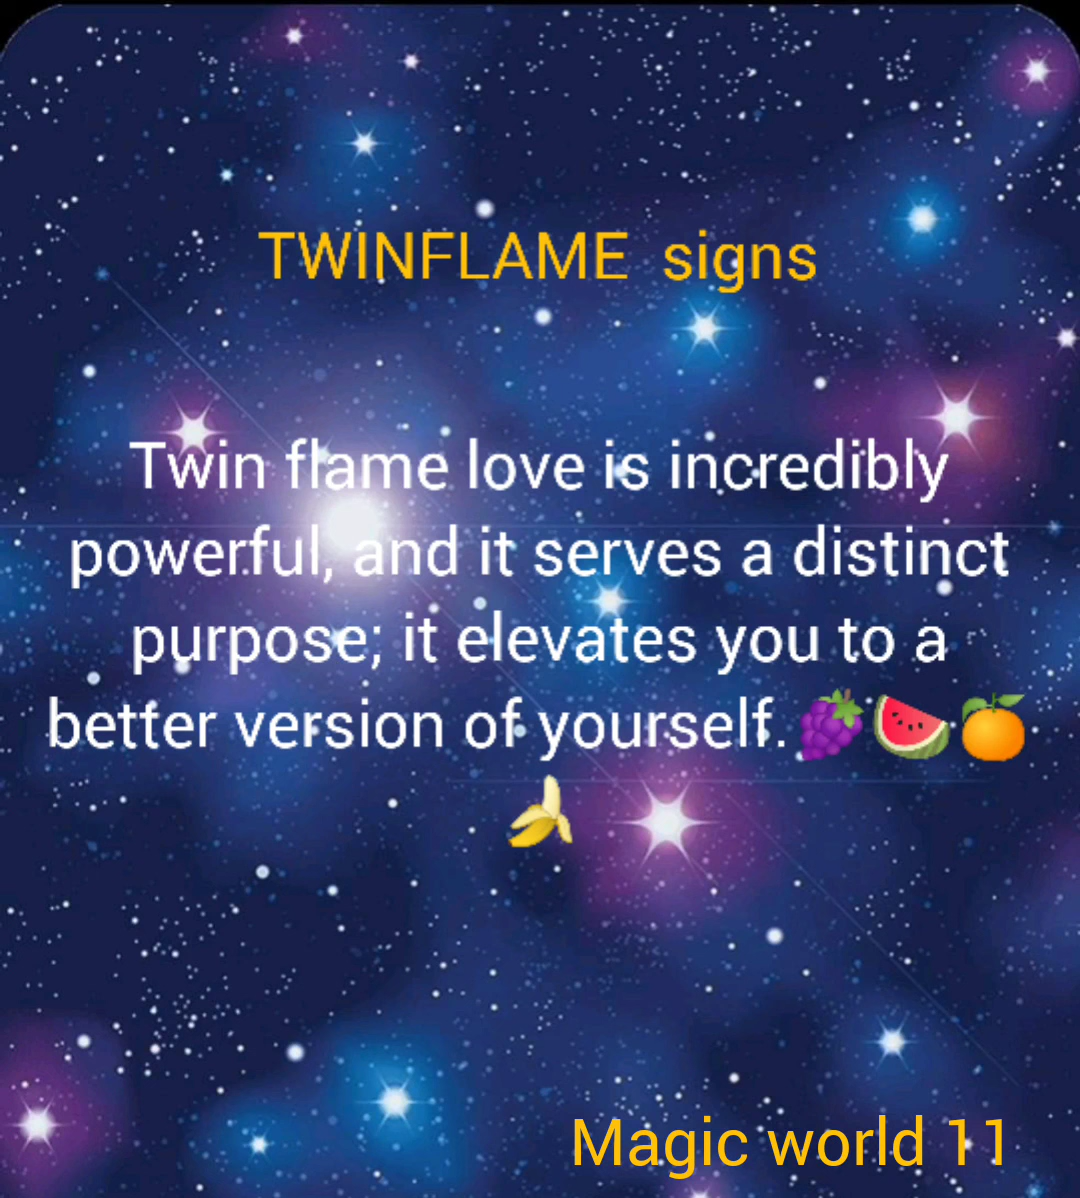 TWINFLAME signs
Twin flame love is incredibly
powerful, and it serves a distinct
purpose; it elevates you to a
better version of yourself.🍇🍉🍊
🍌
Magic world 11